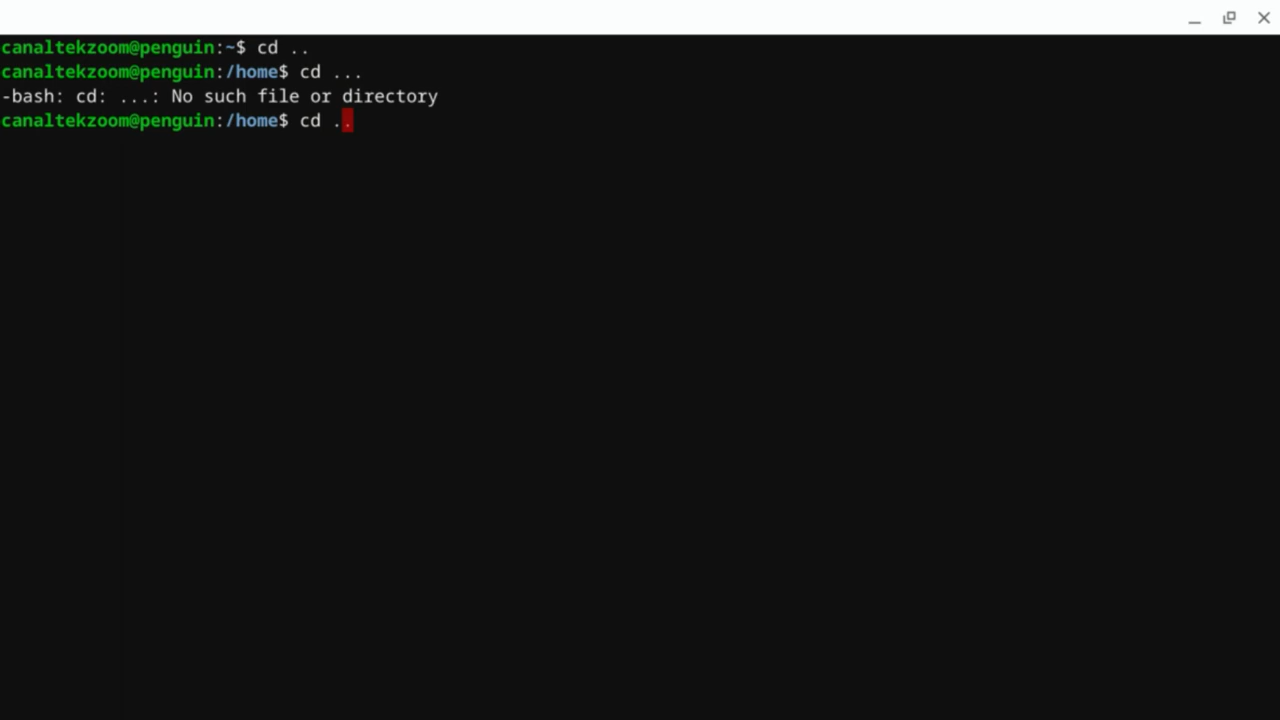 canaltekzoom@penguin:~$ cd ..
canaltekzoom@penguin:/home$ cd ...
-bash: cd: ...: No such file or directory
canaltekzoom@penguin:/home$ cd ..